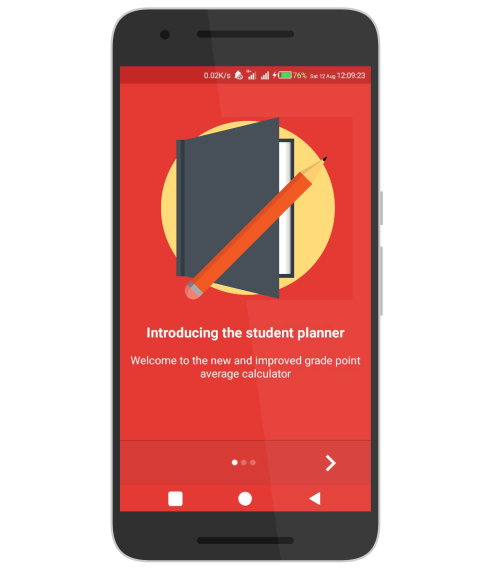 0.02K/s 76% Sat 12 Aug 12:09:23
Introducing the student planner
Welcome to the new and improved grade point
average calculator